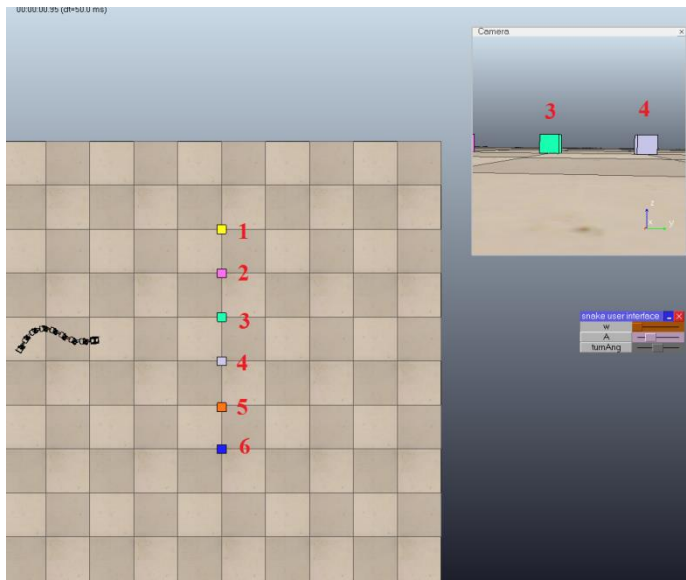 00:00:00.95 (dt=50.0 ms)
Camera
3
4
z
x
y
1
2
3
4
5
6
snake user interface
w
A
turnAng